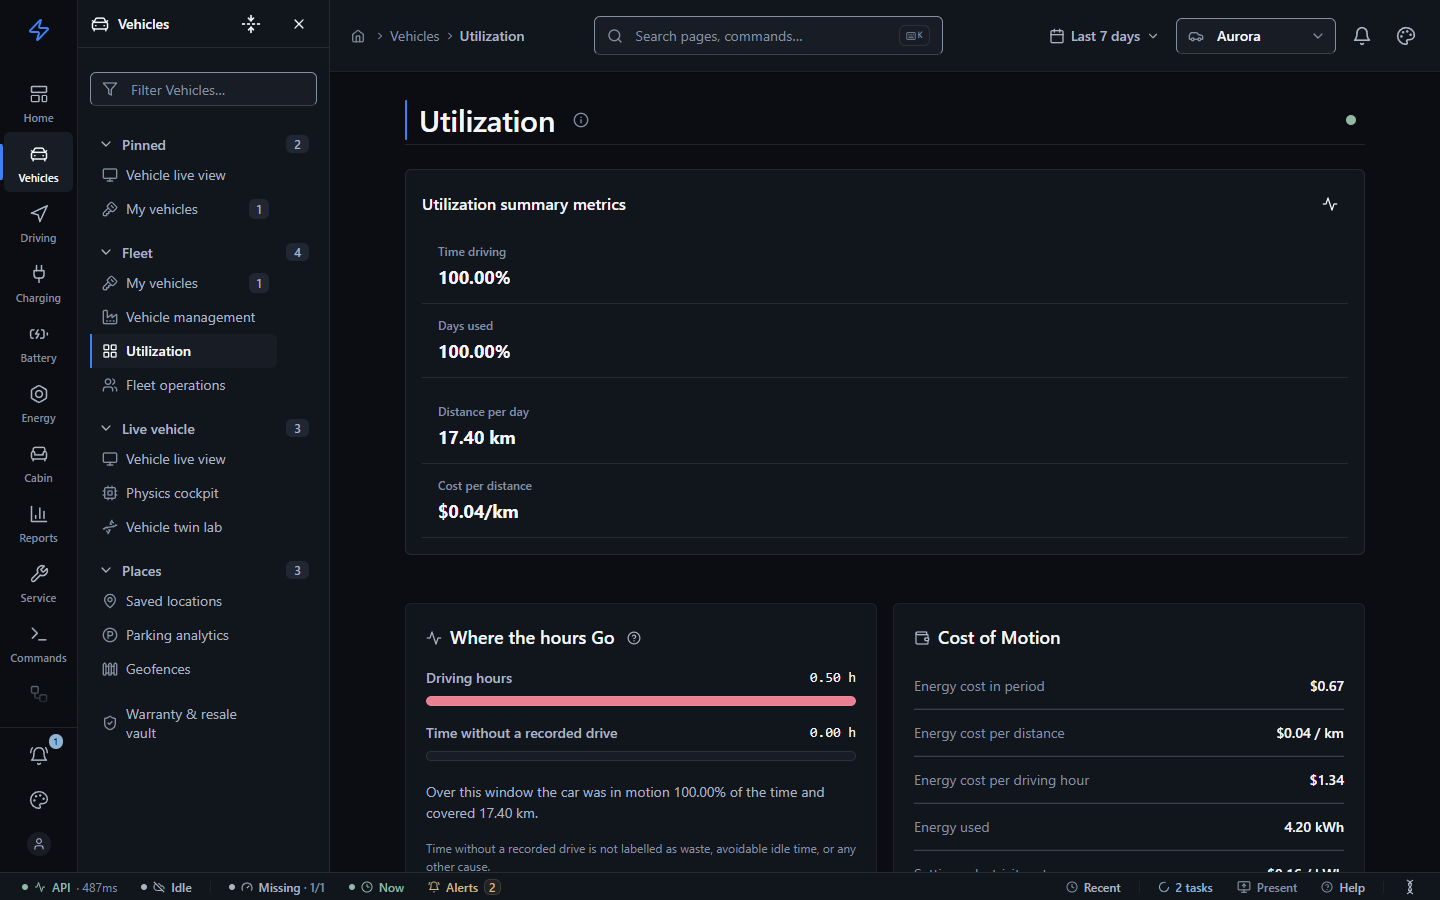 Home
Vehicles
Driving
Charging
Battery
Energy
Cabin
Reports
Service
Commands
1
Vehicles
Filter Vehicles...
Pinned 2
Vehicle live view
My vehicles 1
Fleet 4
My vehicles 1
Vehicle management
Utilization
Fleet operations
Live vehicle 3
Vehicle live view
Physics cockpit
Vehicle twin lab
Places 3
Saved locations
Parking analytics
Geofences
Warranty & resale
vault
Vehicles Utilization
Search pages, commands... K
Last 7 days
Aurora
Utilization
Utilization summary metrics
Time driving
100.00%
Days used
100.00%
Distance per day
17.40 km
Cost per distance
$0.04/km
Where the hours Go
Driving hours 0.50 h
Time without a recorded drive 0.00 h
Over this window the car was in motion 100.00% of the time and
covered 17.40 km.
Time without a recorded drive is not labelled as waste, avoidable idle time, or any
other cause.
Cost of Motion
Energy cost in period $0.67
Energy cost per distance $0.04 / km
Energy cost per driving hour $1.34
Energy used 4.20 kWh
API · 487ms
Idle
Missing · 1/1
Now
Alerts 2
Recent
2 tasks
Present
Help